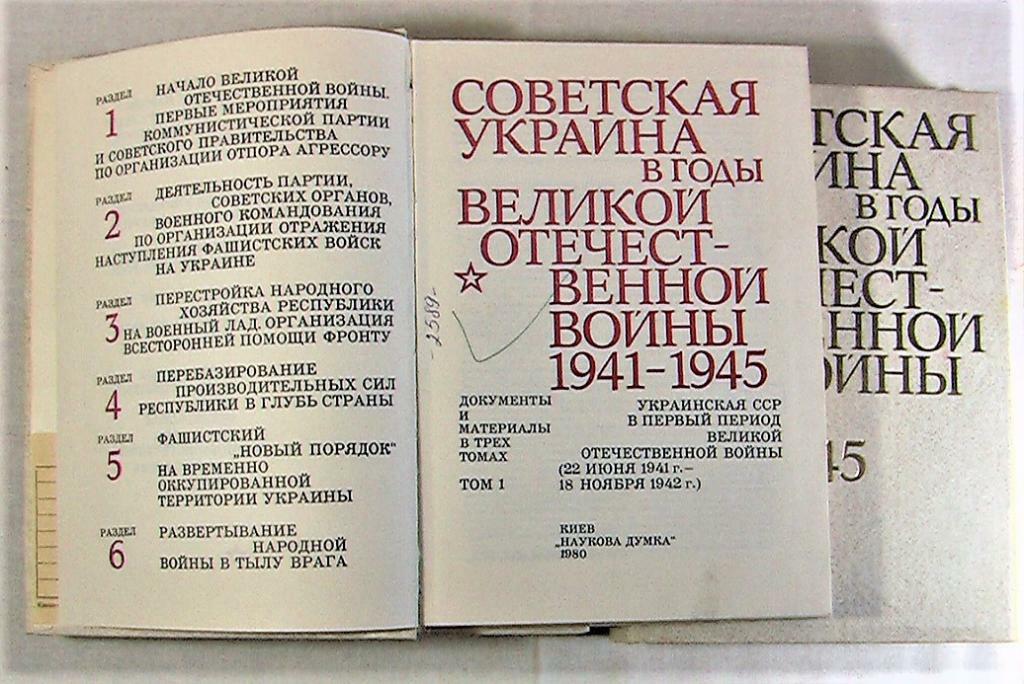 РАЗДЕЛ
1
НАЧАЛО ВЕЛИКОЙ
ОТЕЧЕСТВЕННОЙ ВОЙНЫ.
ПЕРВЫЕ МЕРОПРИЯТИЯ
КОММУНИСТИЧЕСКОЙ ПАРТИИ
И СОВЕТСКОГО ПРАВИТЕЛЬСТВА
ПО ОРГАНИЗАЦИИ ОТПОРА АГРЕССОРУ
РАЗДЕЛ
2
ДЕЯТЕЛЬНОСТЬ ПАРТИИ,
СОВЕТСКИХ ОРГАНОВ,
ВОЕННОГО КОМАНДОВАНИЯ
ПО ОРГАНИЗАЦИИ ОТРАЖЕНИЯ
НАСТУПЛЕНИЯ ФАШИСТСКИХ ВОЙСК
НА УКРАИНЕ
РАЗДЕЛ
3
ПЕРЕСТРОЙКА НАРОДНОГО
ХОЗЯЙСТВА РЕСПУБЛИКИ
НА ВОЕННЫЙ ЛАД. ОРГАНИЗАЦИЯ
ВСЕСТОРОННЕЙ ПОМОЩИ ФРОНТУ
РАЗДЕЛ
4
ПЕРЕБАЗИРОВАНИЕ
ПРОИЗВОДИТЕЛЬНЫХ СИЛ
РЕСПУБЛИКИ В ГЛУБЬ СТРАНЫ
РАЗДЕЛ
5
ФАШИСТСКИЙ
„НОВЫЙ ПОРЯДОК“
НА ВРЕМЕННО
ОККУПИРОВАННОЙ
ТЕРРИТОРИИ УКРАИНЫ
РАЗДЕЛ
6
РАЗВЕРТЫВАНИЕ
НАРОДНОЙ
ВОЙНЫ В ТЫЛУ ВРАГА
СОВЕТСКАЯ
УКРАИНА
В ГОДЫ
ВЕЛИКОЙ
ОТЕЧЕСТ-
ВЕННОЙ
ВОЙНЫ
1941-1945
-2589-
ДОКУМЕНТЫ
И
МАТЕРИАЛЫ
В ТРЕХ
ТОМАХ
ТОМ 1
УКРАИНСКАЯ ССР
В ПЕРВЫЙ ПЕРИОД
ВЕЛИКОЙ
ОТЕЧЕСТВЕННОЙ ВОЙНЫ
(22 ИЮНЯ 1941 г.–
18 НОЯБРЯ 1942 г.)
КИЕВ
„НАУКОВА ДУМКА“
1980
ТСКАЯ
ИНА
В ГОДЫ
КОЙ
ЧЕСТ-
ННОЙ
ОЙНЫ
45